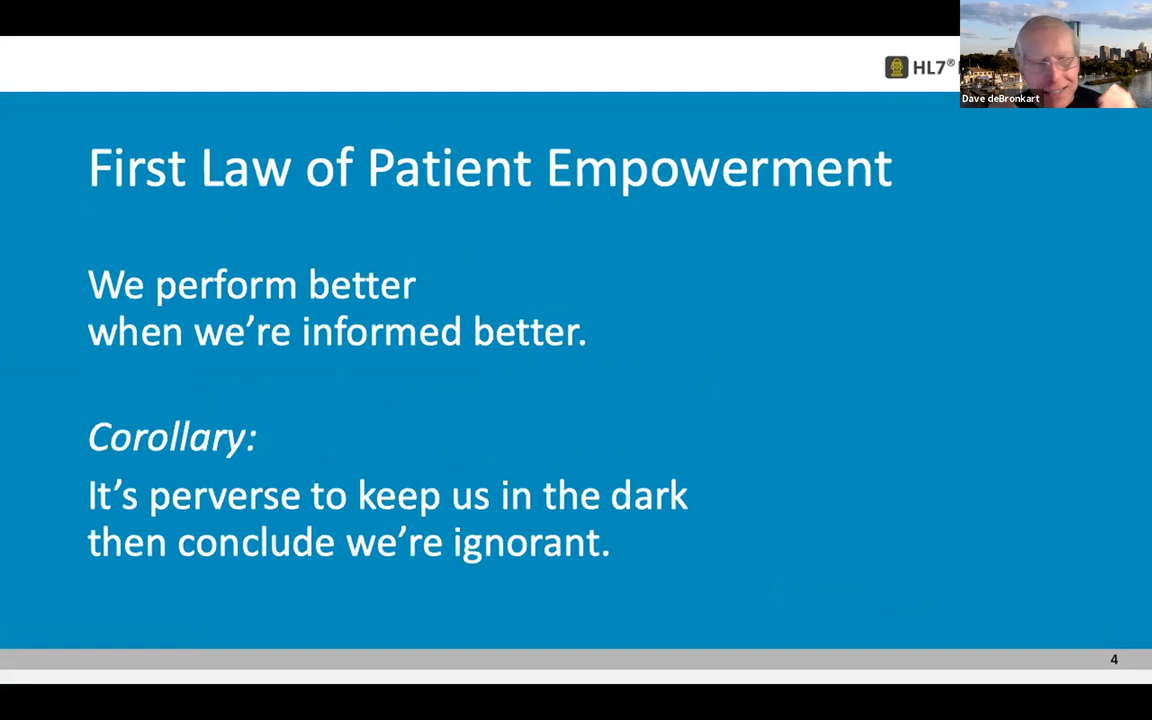 HL7®
Dave deBronkart
First Law of Patient Empowerment
We perform better
when we're informed better.
Corollary:
It's perverse to keep us in the dark
then conclude we're ignorant.
4